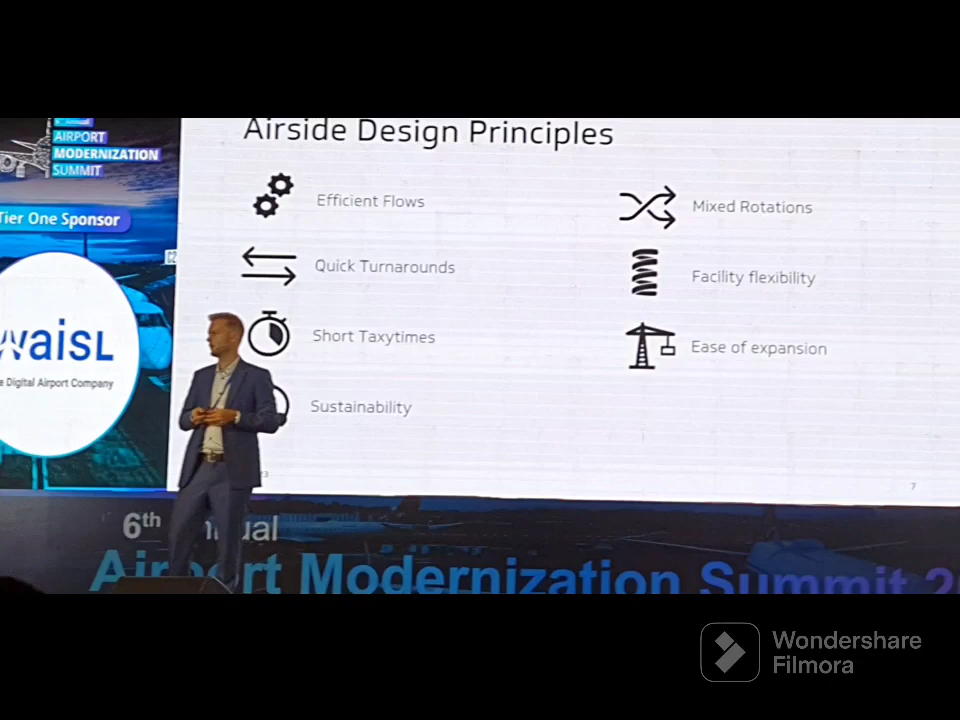 Airside Design Principles
Efficient Flows
Quick Turnarounds
Short Taxytimes
Sustainability
Mixed Rotations
Facility flexibility
Ease of expansion
7
AIRPORT
MODERNIZATION
SUMMIT
Tier One Sponsor
waisL
Digital Airport Company
6th
Airport Modernization Summit
Wondershare
Filmora